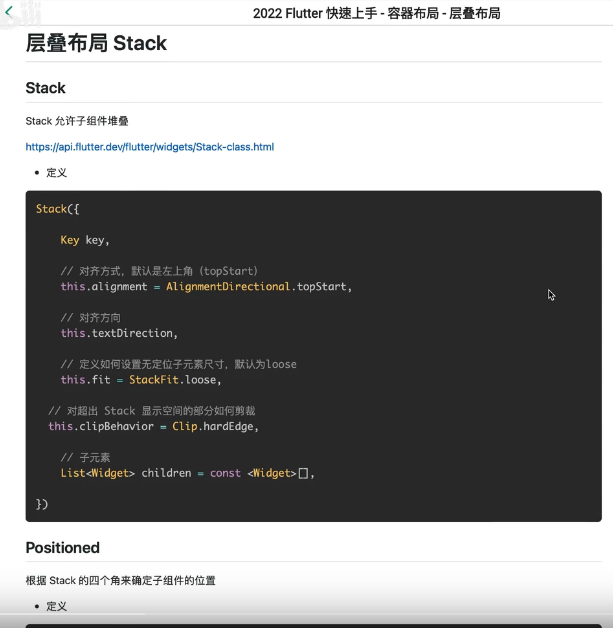 2022 Flutter 快速上手 - 容器布局 - 层叠布局
层叠布局 Stack
Stack
Stack 允许子组件堆叠
https://api.flutter.dev/flutter/widgets/Stack-class.html
• 定义
Stack({
Key key,
// 对齐方式，默认是左上角（topStart）
this.alignment = AlignmentDirectional.topStart,
// 对齐方向
this.textDirection,
// 定义如何设置无定位子元素尺寸，默认为loose
this.fit = StackFit.loose,
// 对超出 Stack 显示空间的部分如何剪裁
this.clipBehavior = Clip.hardEdge,
// 子元素
List<Widget> children = const <Widget>[],
})
Positioned
根据 Stack 的四个角来确定子组件的位置
• 定义